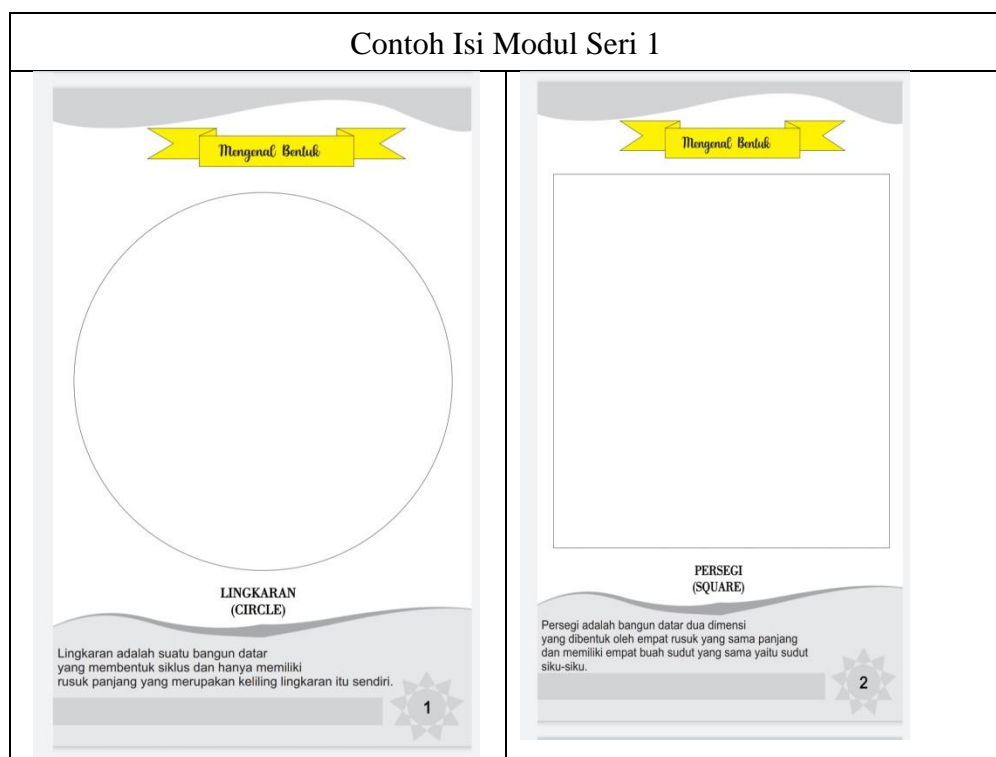 Contoh Isi Modul Seri 1
Mengenal Bentuk
LINGKARAN
(CIRCLE)
Lingkaran adalah suatu bangun datar
yang membentuk siklus dan hanya memiliki
rusuk panjang yang merupakan keliling lingkaran itu sendiri.
1
Mengenal Bentuk
PERSEGI
(SQUARE)
Persegi adalah bangun datar dua dimensi
yang dibentuk oleh empat rusuk yang sama panjang
dan memiliki empat buah sudut yang sama yaitu sudut
siku-siku.
2